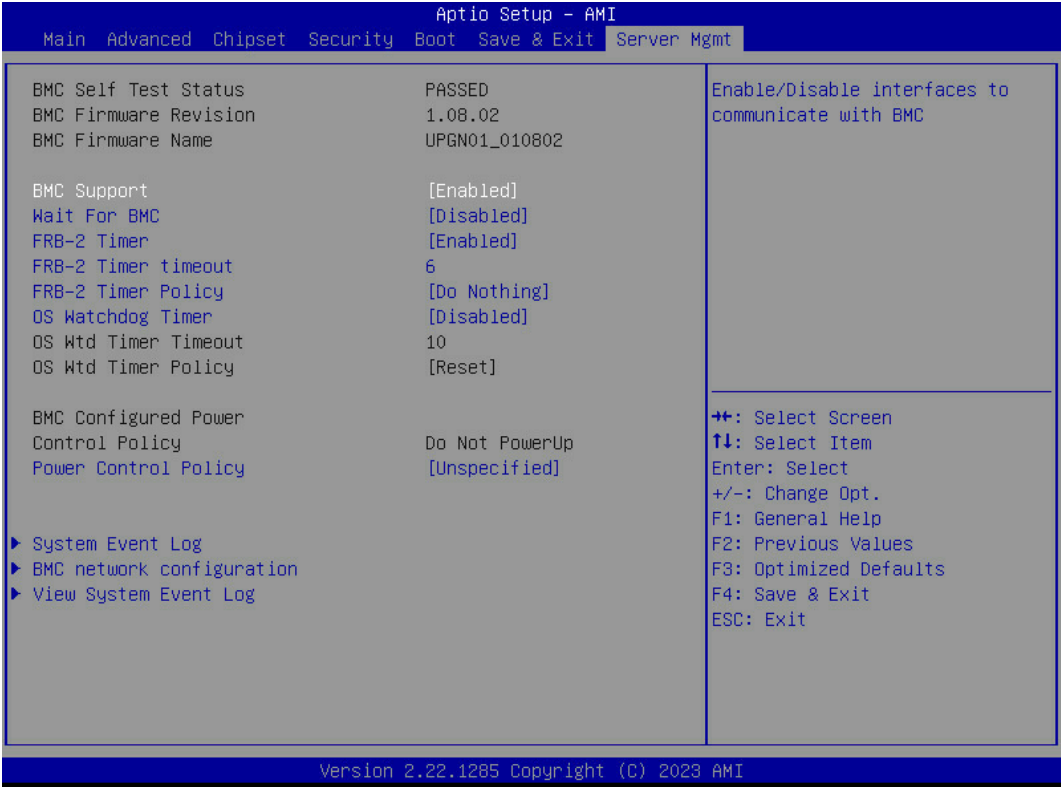 Aptio Setup – AMI
Main Advanced Chipset Security Boot Save & Exit Server Mgmt
BMC Self Test Status PASSED
BMC Firmware Revision 1.08.02
BMC Firmware Name UPGN01_010802
BMC Support [Enabled]
Wait For BMC [Disabled]
FRB-2 Timer [Enabled]
FRB-2 Timer timeout 6
FRB-2 Timer Policy [Do Nothing]
OS Watchdog Timer [Disabled]
OS Wtd Timer Timeout 10
OS Wtd Timer Policy [Reset]
BMC Configured Power
Control Policy Do Not PowerUp
Power Control Policy [Unspecified]
System Event Log
BMC network configuration
View System Event Log
Enable/Disable interfaces to
communicate with BMC
→←: Select Screen
↑↓: Select Item
Enter: Select
+/-: Change Opt.
F1: General Help
F2: Previous Values
F3: Optimized Defaults
F4: Save & Exit
ESC: Exit
Version 2.22.1285 Copyright (C) 2023 AMI